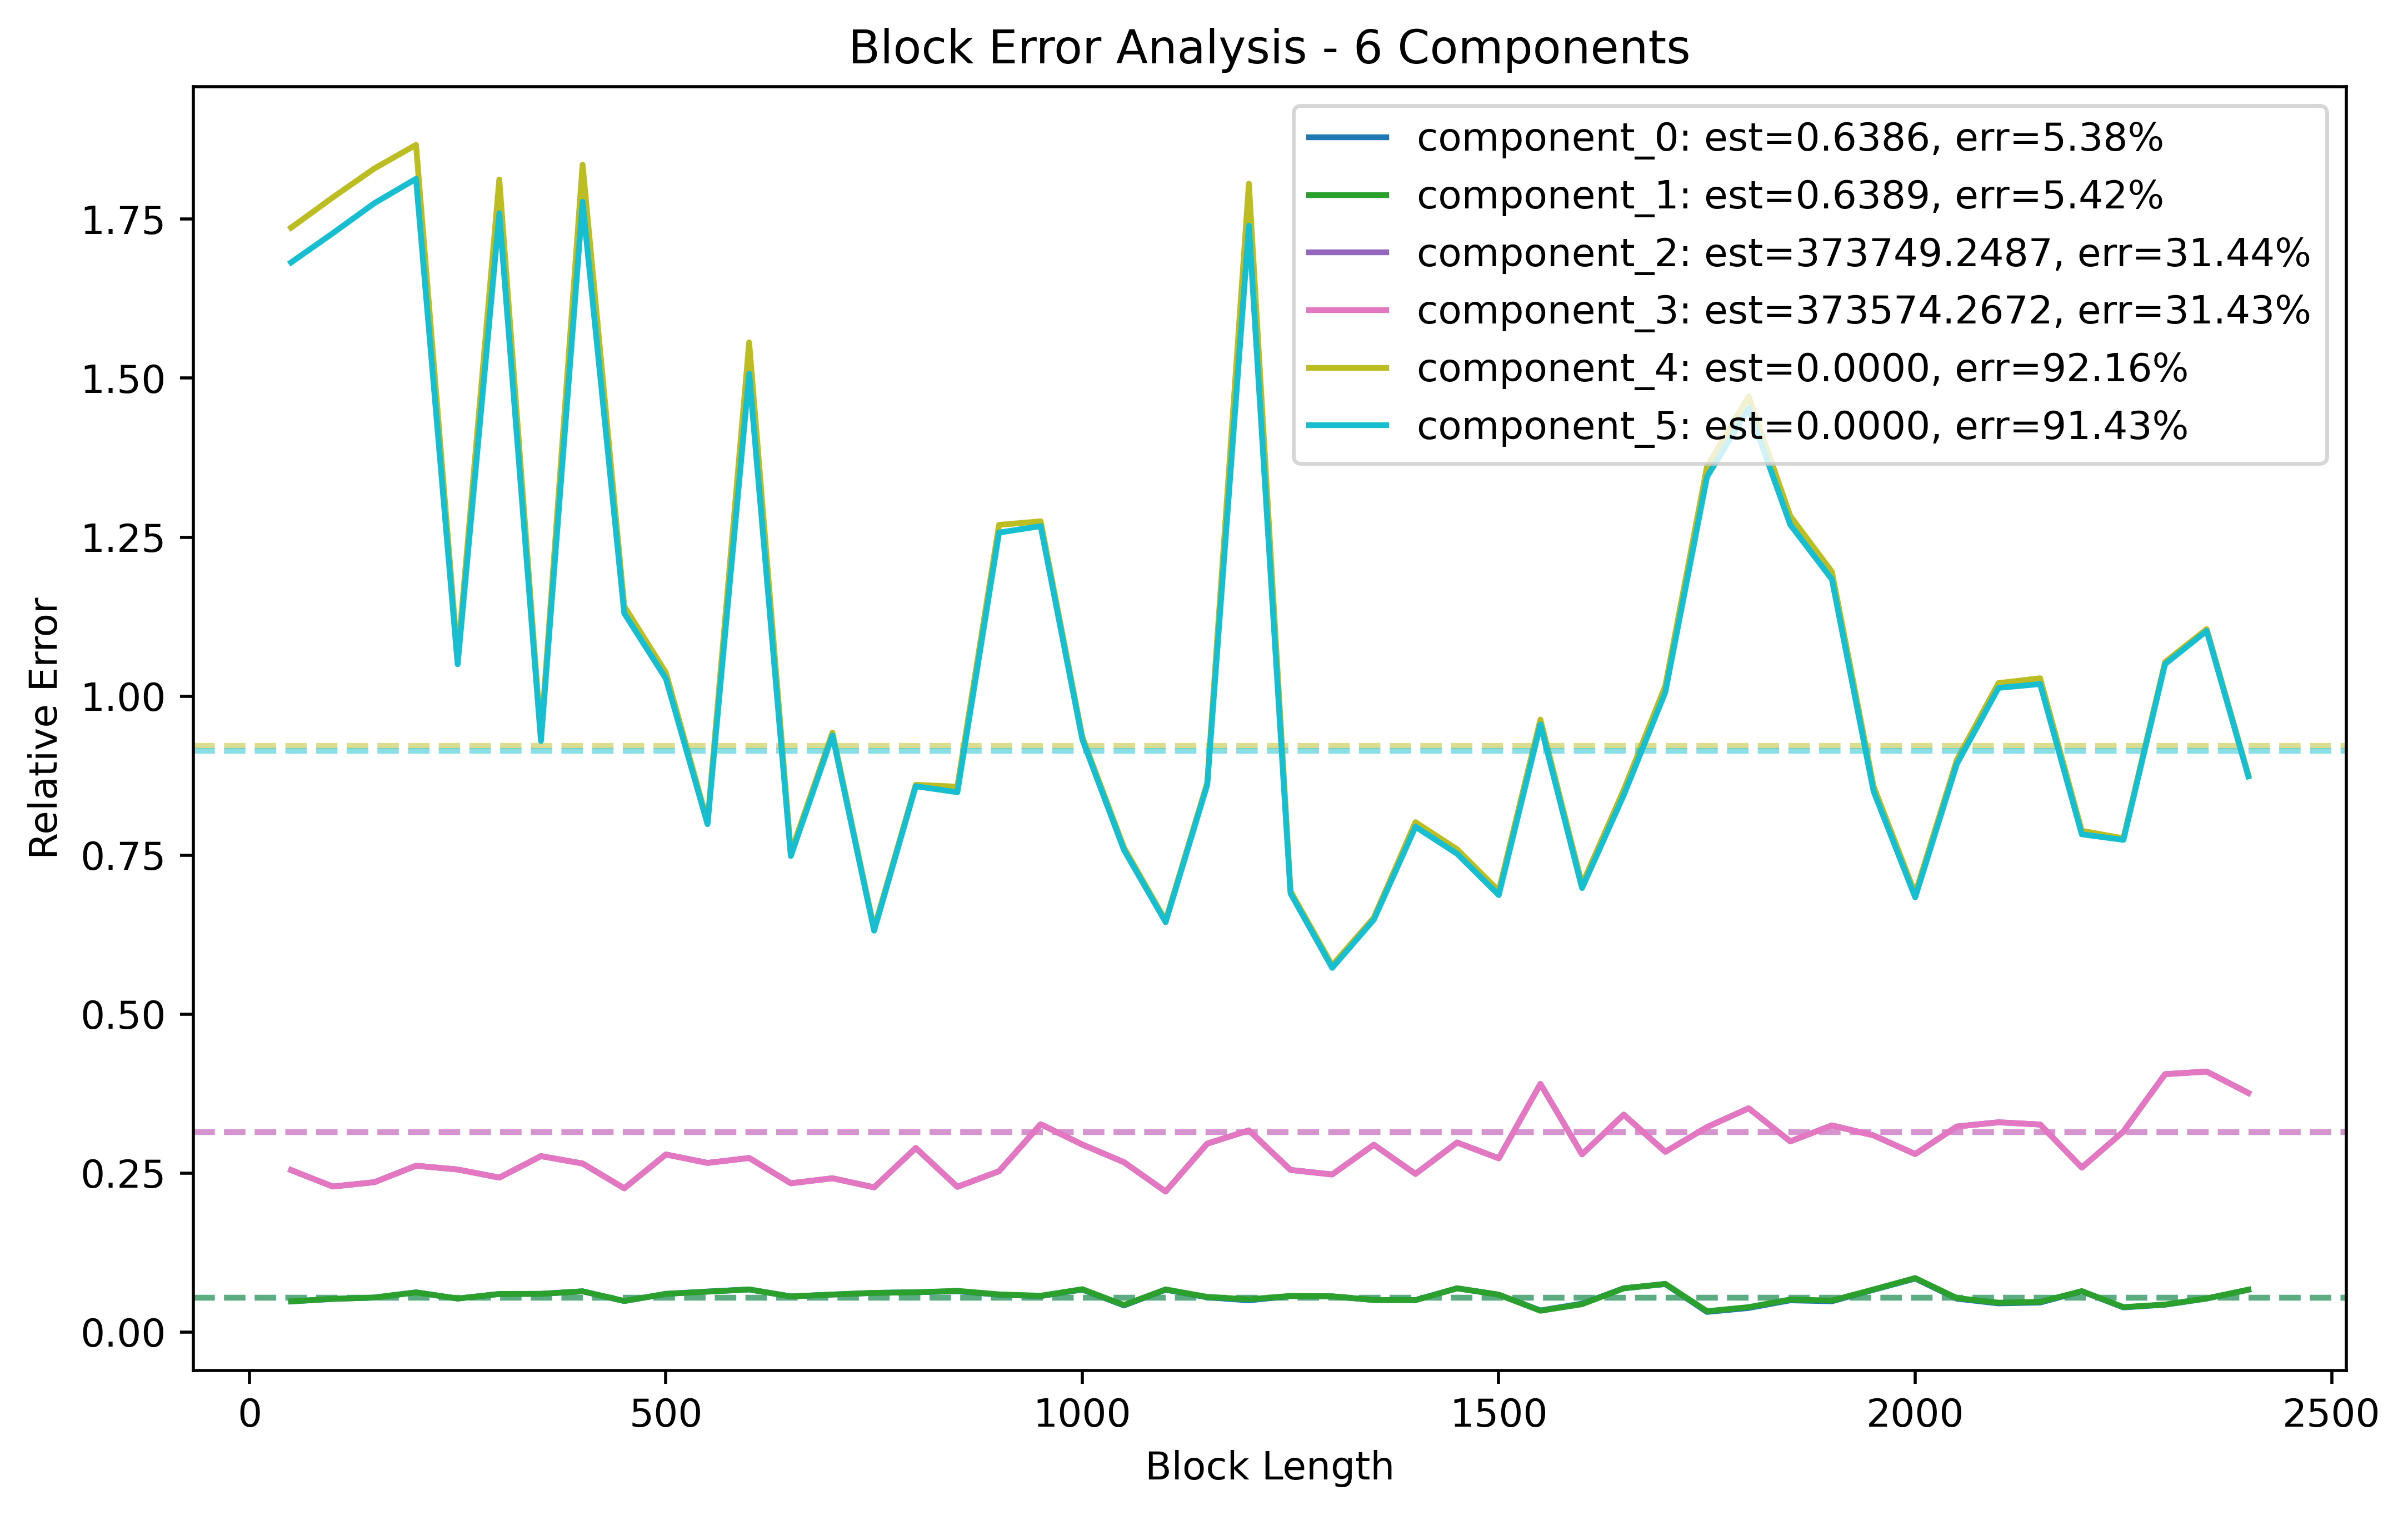 Block Error Analysis - 6 Components
component_0: est=0.6386, err=5.38%
component_1: est=0.6389, err=5.42%
component_2: est=373749.2487, err=31.44%
component_3: est=373574.2672, err=31.43%
component_4: est=0.0000, err=92.16%
component_5: est=0.0000, err=91.43%
Relative Error
1.75
1.50
1.25
1.00
0.75
0.50
0.25
0.00
0 500 1000 1500 2000 2500
Block Length